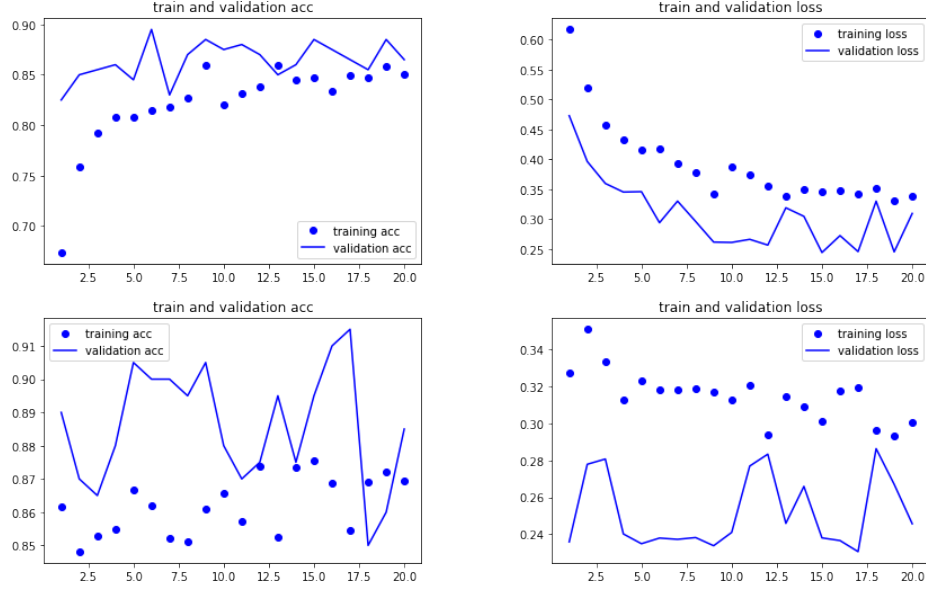 train and validation acc
0.90
0.85
0.80
0.75
0.70
training acc
validation acc
2.5 5.0 7.5 10.0 12.5 15.0 17.5 20.0
train and validation loss
0.60
0.55
0.50
0.45
0.40
0.35
0.30
0.25
training loss
validation loss
2.5 5.0 7.5 10.0 12.5 15.0 17.5 20.0
train and validation acc
0.91
0.90
0.89
0.88
0.87
0.86
0.85
training acc
validation acc
2.5 5.0 7.5 10.0 12.5 15.0 17.5 20.0
train and validation loss
0.34
0.32
0.30
0.28
0.26
0.24
training loss
validation loss
2.5 5.0 7.5 10.0 12.5 15.0 17.5 20.0